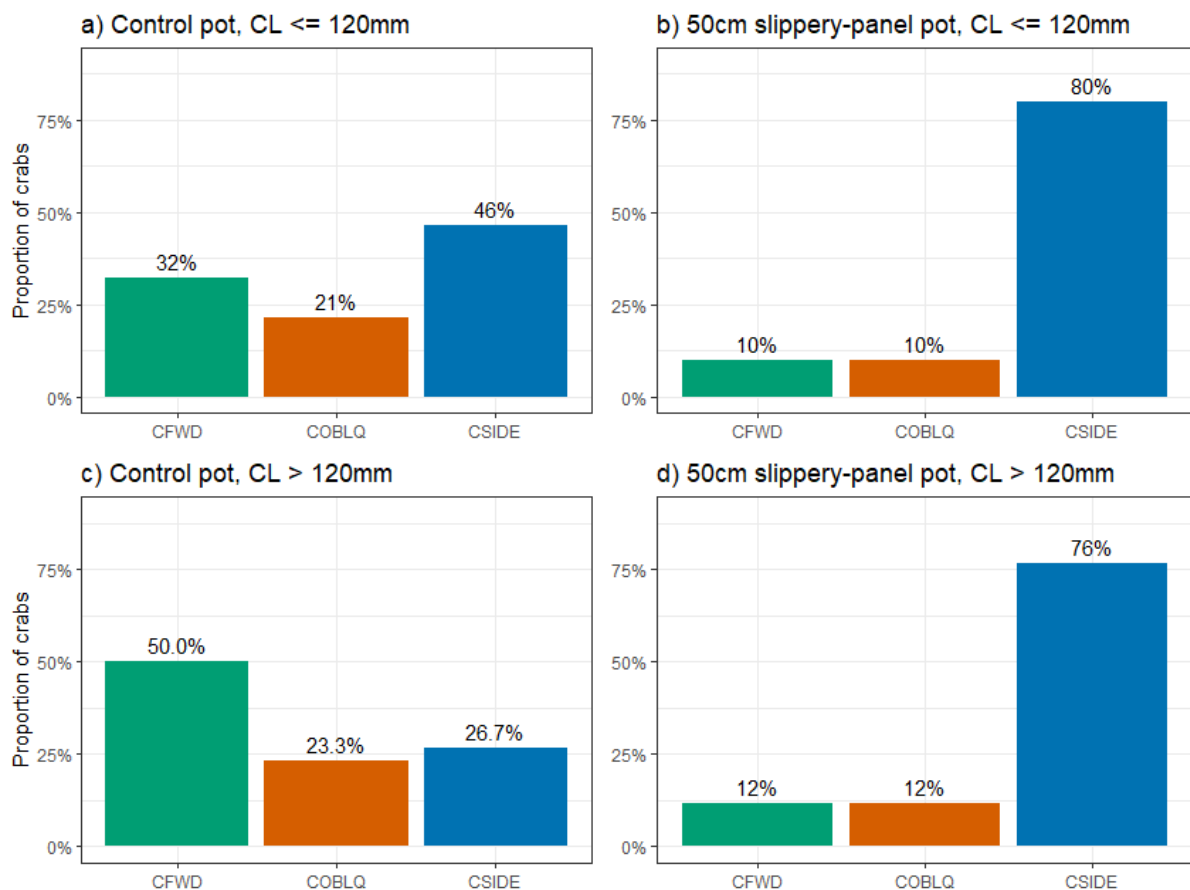 a) Control pot, CL <= 120mm
Proportion of crabs
75%
50%
25%
0%
32%
21%
46%
CFWD COBLQ CSIDE
b) 50cm slippery-panel pot, CL <= 120mm
75%
50%
25%
0%
10%
10%
80%
CFWD COBLQ CSIDE
c) Control pot, CL > 120mm
Proportion of crabs
75%
50%
25%
0%
50.0%
23.3%
26.7%
CFWD COBLQ CSIDE
d) 50cm slippery-panel pot, CL > 120mm
75%
50%
25%
0%
12%
12%
76%
CFWD COBLQ CSIDE